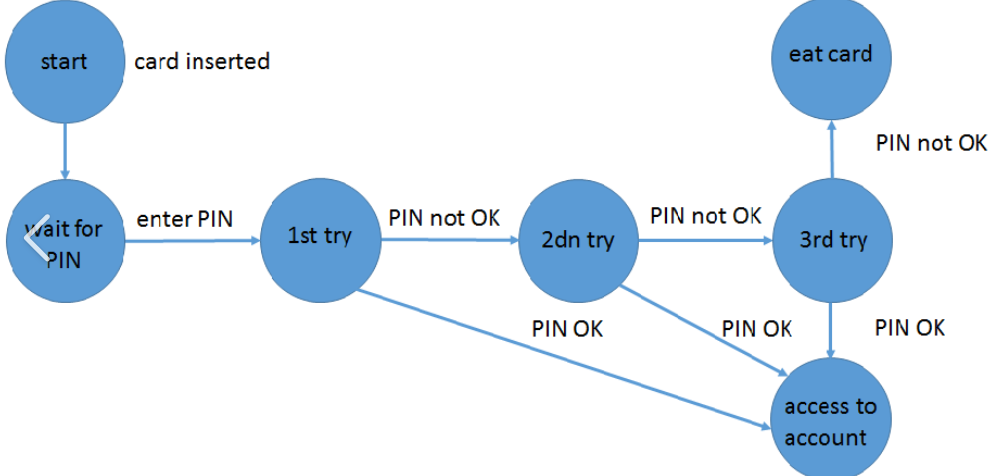 start
card inserted
eat card
PIN not OK
wait for
PIN
enter PIN
1st try
PIN not OK
2dn try
PIN not OK
3rd try
PIN OK
PIN OK
PIN OK
access to
account